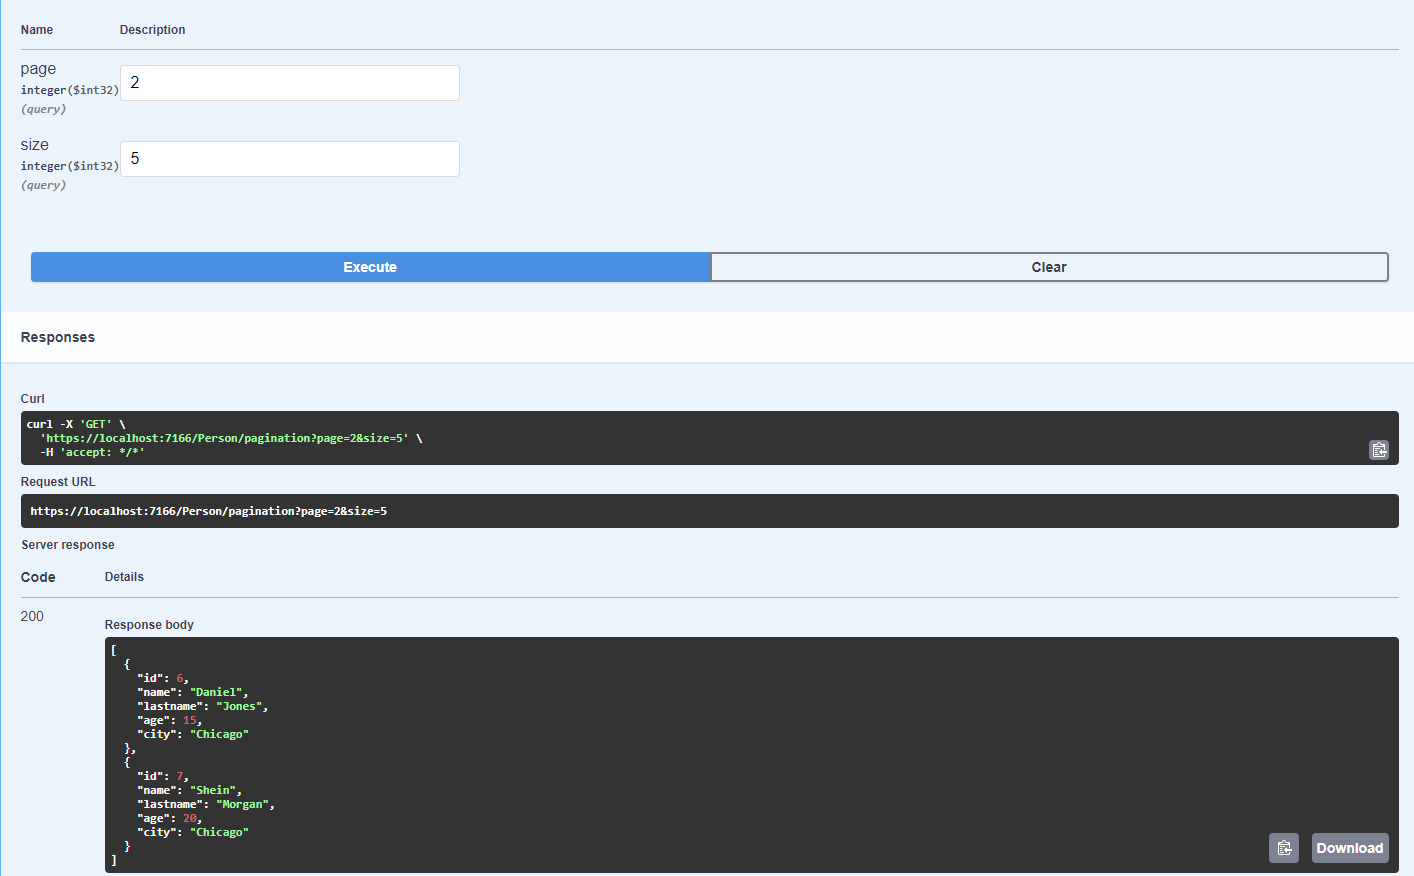 Name Description
page
integer($int32)
(query)
2
size
integer($int32)
(query)
5
Execute Clear
Responses
Curl
curl -X 'GET' \
  'https://localhost:7166/Person/pagination?page=2&size=5' \
  -H 'accept: */*'
Request URL
https://localhost:7166/Person/pagination?page=2&size=5
Server response
Code Details
200
Response body
[
  {
    "id": 6,
    "name": "Daniel",
    "lastname": "Jones",
    "age": 15,
    "city": "Chicago"
  },
  {
    "id": 7,
    "name": "Shein",
    "lastname": "Morgan",
    "age": 20,
    "city": "Chicago"
  }
]
Download